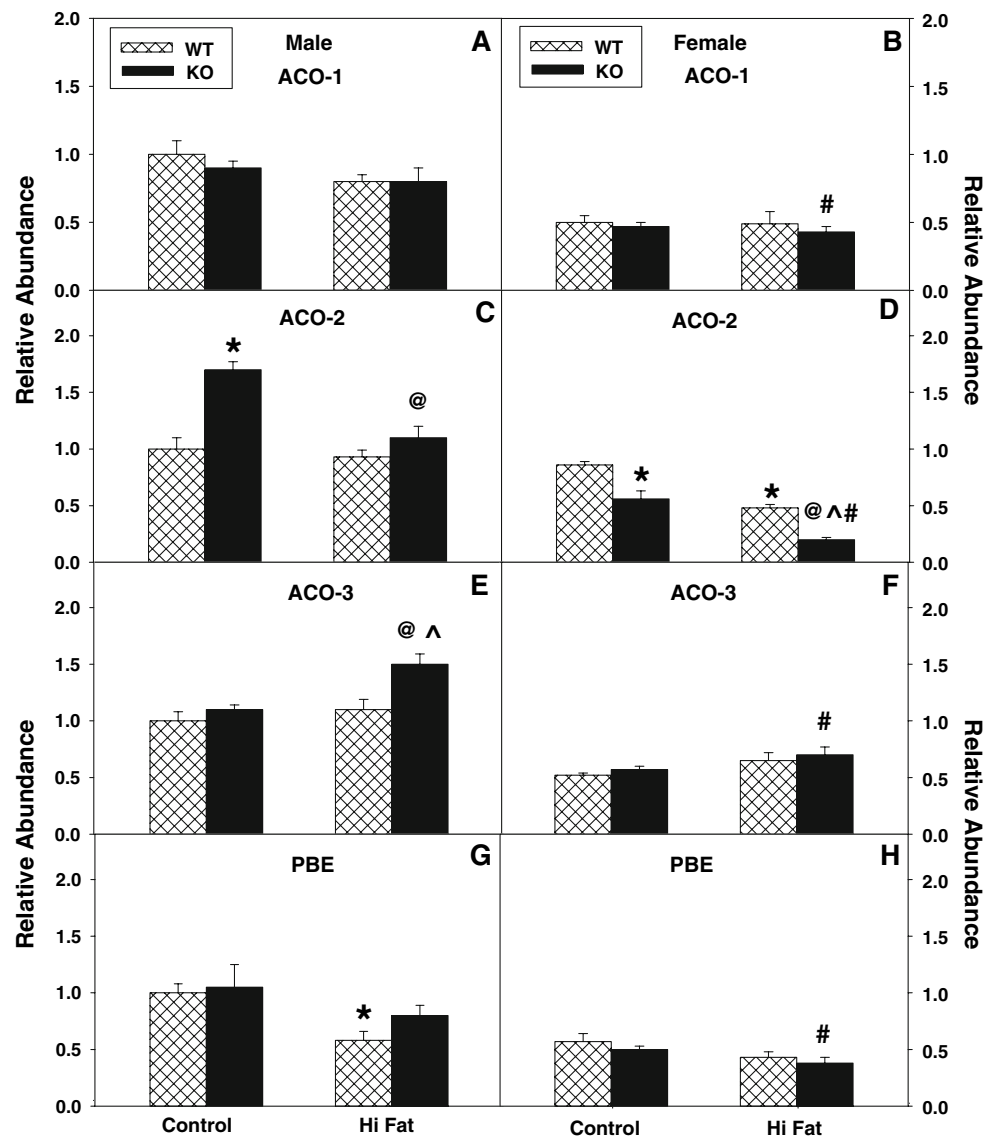 Relative Abundance
Relative Abundance
2.0
1.5
1.0
0.5
0.0
WT
KO
Male
ACO-1
A
WT
KO
Female
ACO-1
B
#
2.0
1.5
1.0
0.5
0.0
Relative Abundance
2.0
1.5
1.0
0.5
0.0
ACO-2
C
*
@
ACO-2
D
*
*
@ ^ #
2.0
1.5
1.0
0.5
0.0
2.0
1.5
1.0
0.5
0.0
ACO-3
E
@ ^
ACO-3
F
#
2.0
1.5
1.0
0.5
0.0
Relative Abundance
2.0
1.5
1.0
0.5
0.0
PBE
G
*
PBE
H
#
2.0
1.5
1.0
0.5
0.0
Control
Hi Fat
Control
Hi Fat